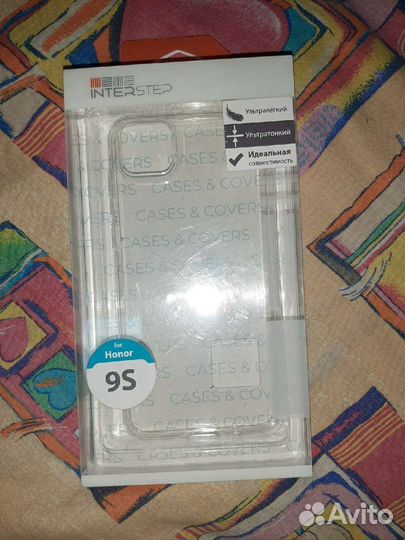 INTERSTEP
Ультралегкий
Ультратонкий
Идеальная
совместимость
CASES
& COVERS
CASES & COVERS
CASES & COVERS
CASES & COVERS
CASES & COVERS
CASES & COVERS
for
Honor
9S
Avito